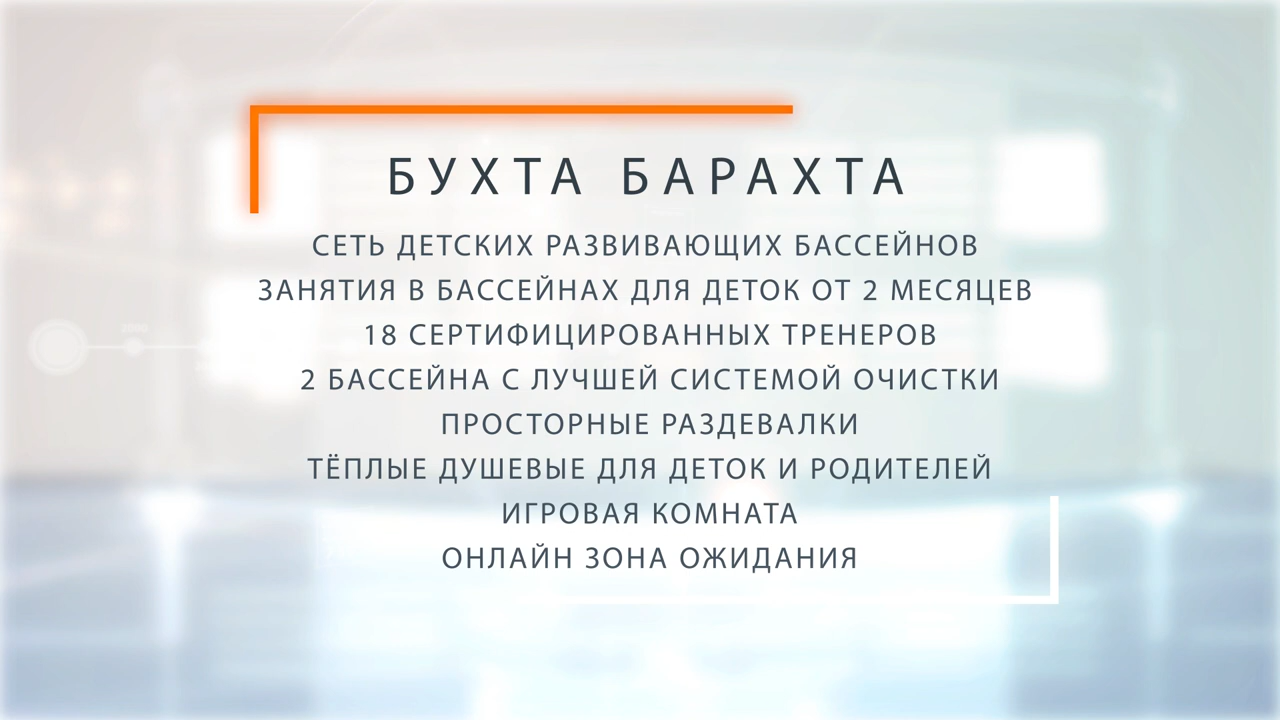 БУХТА БАРАХТА
СЕТЬ ДЕТСКИХ РАЗВИВАЮЩИХ БАССЕЙНОВ
ЗАНЯТИЯ В БАССЕЙНАХ ДЛЯ ДЕТОК ОТ 2 МЕСЯЦЕВ
18 СЕРТИФИЦИРОВАННЫХ ТРЕНЕРОВ
2 БАССЕЙНА С ЛУЧШЕЙ СИСТЕМОЙ ОЧИСТКИ
ПРОСТОРНЫЕ РАЗДЕВАЛКИ
ТЁПЛЫЕ ДУШЕВЫЕ ДЛЯ ДЕТОК И РОДИТЕЛЕЙ
ИГРОВАЯ КОМНАТА
ОНЛАЙН ЗОНА ОЖИДАНИЯ